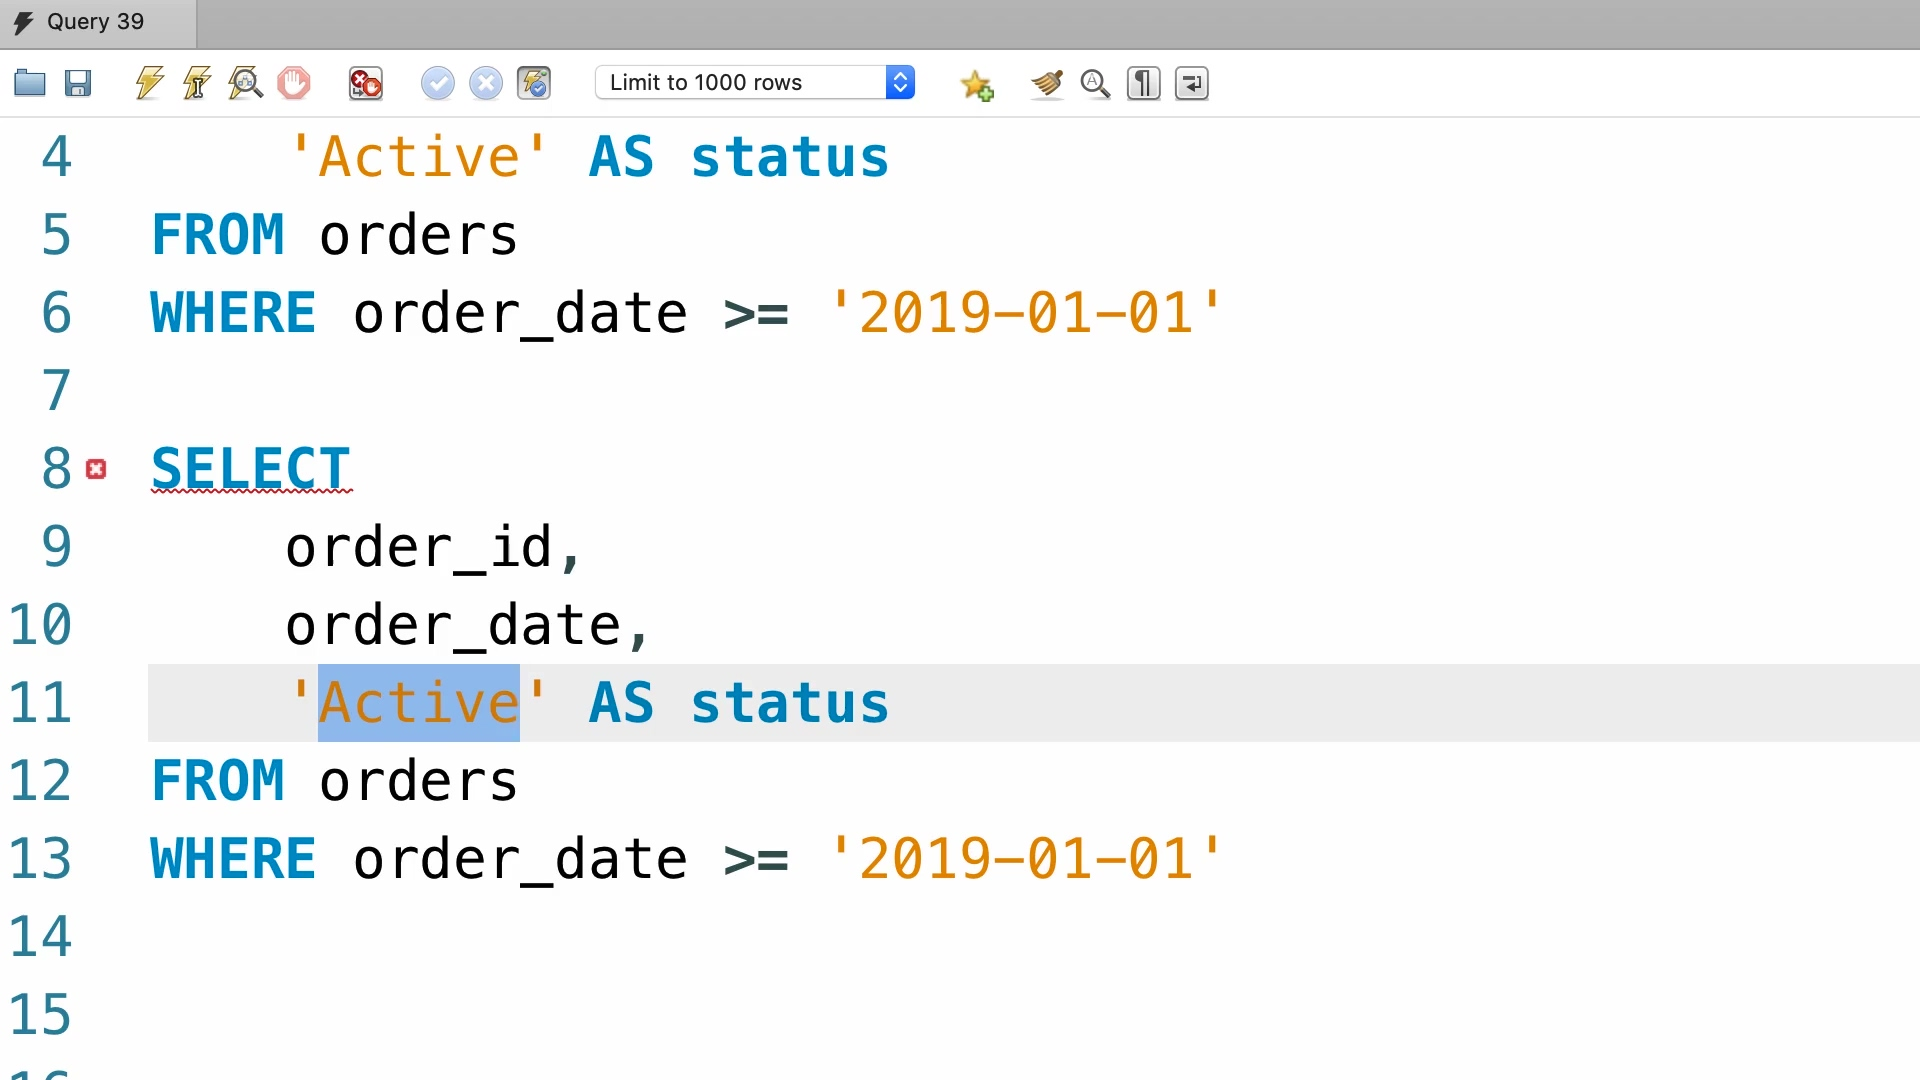 Query 39
Limit to 1000 rows
4 'Active' AS status
5 FROM orders
6 WHERE order_date >= '2019-01-01'
7
8 SELECT
9 order_id,
10 order_date,
11 'Active' AS status
12 FROM orders
13 WHERE order_date >= '2019-01-01'
14
15